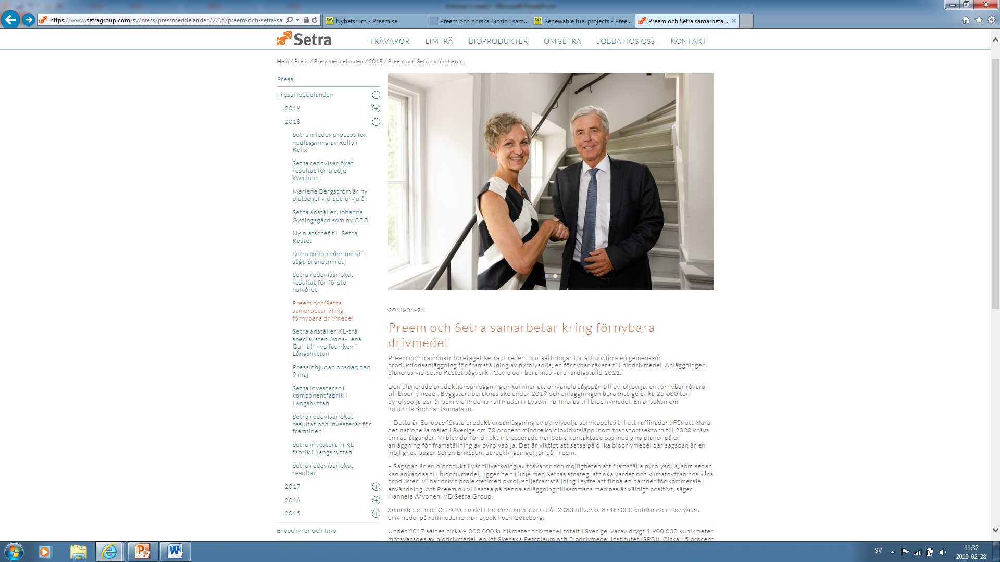 https://www.setragroup.com/sv/press/pressmeddelanden/2018/preem-och-setra-sai
Nyhetsrum - Preem.se
Preem och norska Biozin i sam...
Renewable fuel projects - Pree...
Preem och Setra samarbeta...
Setra
TRÄVAROR
LIMTRÄ
BIOPRODUKTER
OM SETRA
JOBBA HOS OSS
KONTAKT
Hem / Press / Pressmeddelanden / 2018 / Preem och Setra samarbetar...
Press
Pressmeddelanden
2019
2018
Setra inleder process för
nedläggning av Rolfs i
Kalix
Setra redovisar ökat
resultat för tredje
kvartalet
Marlene Bergström är ny
platschef vid Setra Malå
Setra anställer Johanna
Gydingsgård som ny CFO
Ny platschef till Setra
Kastet
Setra förbereder för att
såga brandtimret
Setra redovisar ökat
resultat för första
halvåret
Preem och Setra
samarbetar kring
förnybara drivmedel
Setra anställer KL-trä
specialisten Anna-Lena
Gull till nya fabriken i
Långshyttan
Pressinbjudan onsdag den
9 maj
Setra investerar i
komponentfabrik i
Långshyttan
Setra redovisar ökat
resultat och investerar för
framtiden
Setra investerar i KL-
fabrik i Långshyttan
Setra redovisar ökat
resultat
2017
2016
2015
Broschyrer och Info
2018-06-21
Preem och Setra samarbetar kring förnybara
drivmedel
Preem och träindustriföretaget Setra utreder förutsättningar för att uppföra en gemensam
produktionsanläggning för framställning av pyrolysolja, en förnybar råvara till biodrivmedel. Anläggningen
planeras vid Setra Kastet sågverk i Gävle och beräknas vara färdigställd 2021.
Den planerade produktionsanläggningen kommer att omvandla sågspån till pyrolysolja, en förnybar råvara
till biodrivmedel. Byggstart beräknas ske under 2019 och anläggningen beräknas ge cirka 25 000 ton
pyrolysolja per år som via Preems raffinaderi i Lysekil raffineras till biodrivmedel. En ansökan om
miljötillstånd har lämnats in.
– Detta är Europas första produktionsanläggning av pyrolysolja som kopplas till ett raffinaderi. För att klara
det nationella målet i Sverige om 70 procent mindre koldioxidutsläpp inom transportsektorn till 2030 krävs
en rad åtgärder. Vi blev därför direkt intresserade när Setra kontaktade oss med sina planer på en
anläggning för framställning av pyrolysolja. Det är viktigt att satsa på olika biodrivmedel där sågspån är en
möjlighet, säger Sören Eriksson, utvecklingsingenjör på Preem.
– Sågspån är en biprodukt i vår tillverkning av trävaror och möjligheten att framställa pyrolysolja, som sedan
kan användas till biodrivmedel, ligger helt i linje med Setras strategi att öka värdet och klimatnyttan hos våra
produkter. Vi har drivit projektet med pyrolysoljeframställning i syfte att finna en partner för kommersiell
användning. Att Preem nu vill satsa på denna anläggning tillsammans med oss är väldigt positivt, säger
Hannele Arvonen, VD Setra Group.
Samarbetet med Setra är en del i Preems ambition att år 2030 tillverka 3 000 000 kubikmeter förnybara
drivmedel på raffinaderierna i Lysekil och Göteborg.
Under 2017 såldes cirka 9 000 000 kubikmeter drivmedel totalt i Sverige, varav drygt 1 900 000 kubikmeter
motsvarades av biodrivmedel, enligt Svenska Petroleum och Biodrivmedel Institutet (SPBI). Cirka 15 procent
SV
11:32
2019-02-28